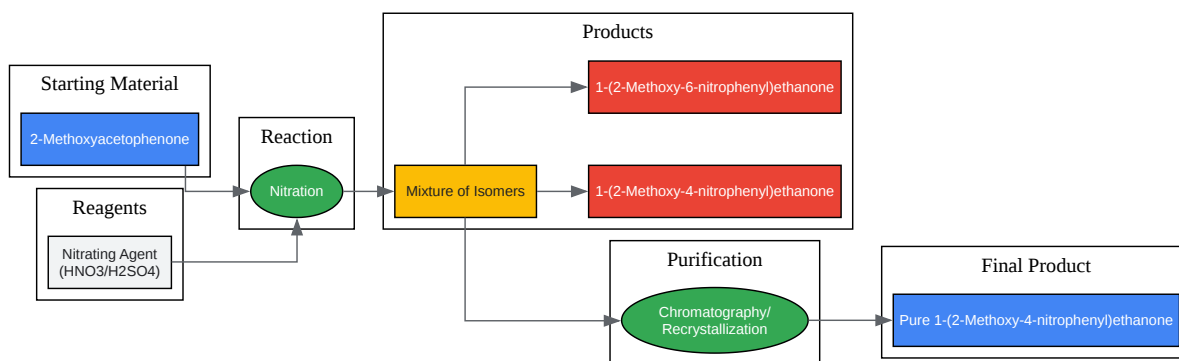 Products
Starting Material
1-(2-Methoxy-6-nitrophenyl)ethanone
2-Methoxyacetophenone
Reaction
Nitration
Mixture of Isomers
1-(2-Methoxy-4-nitrophenyl)ethanone
Reagents
Nitrating Agent
(HNO3/H2SO4)
Purification
Final Product
Chromatography/
Recrystallization
Pure 1-(2-Methoxy-4-nitrophenyl)ethanone